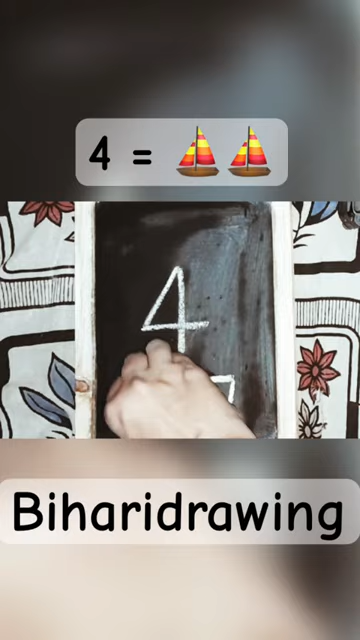 4 = ⛵⛵
4
Biharidrawing